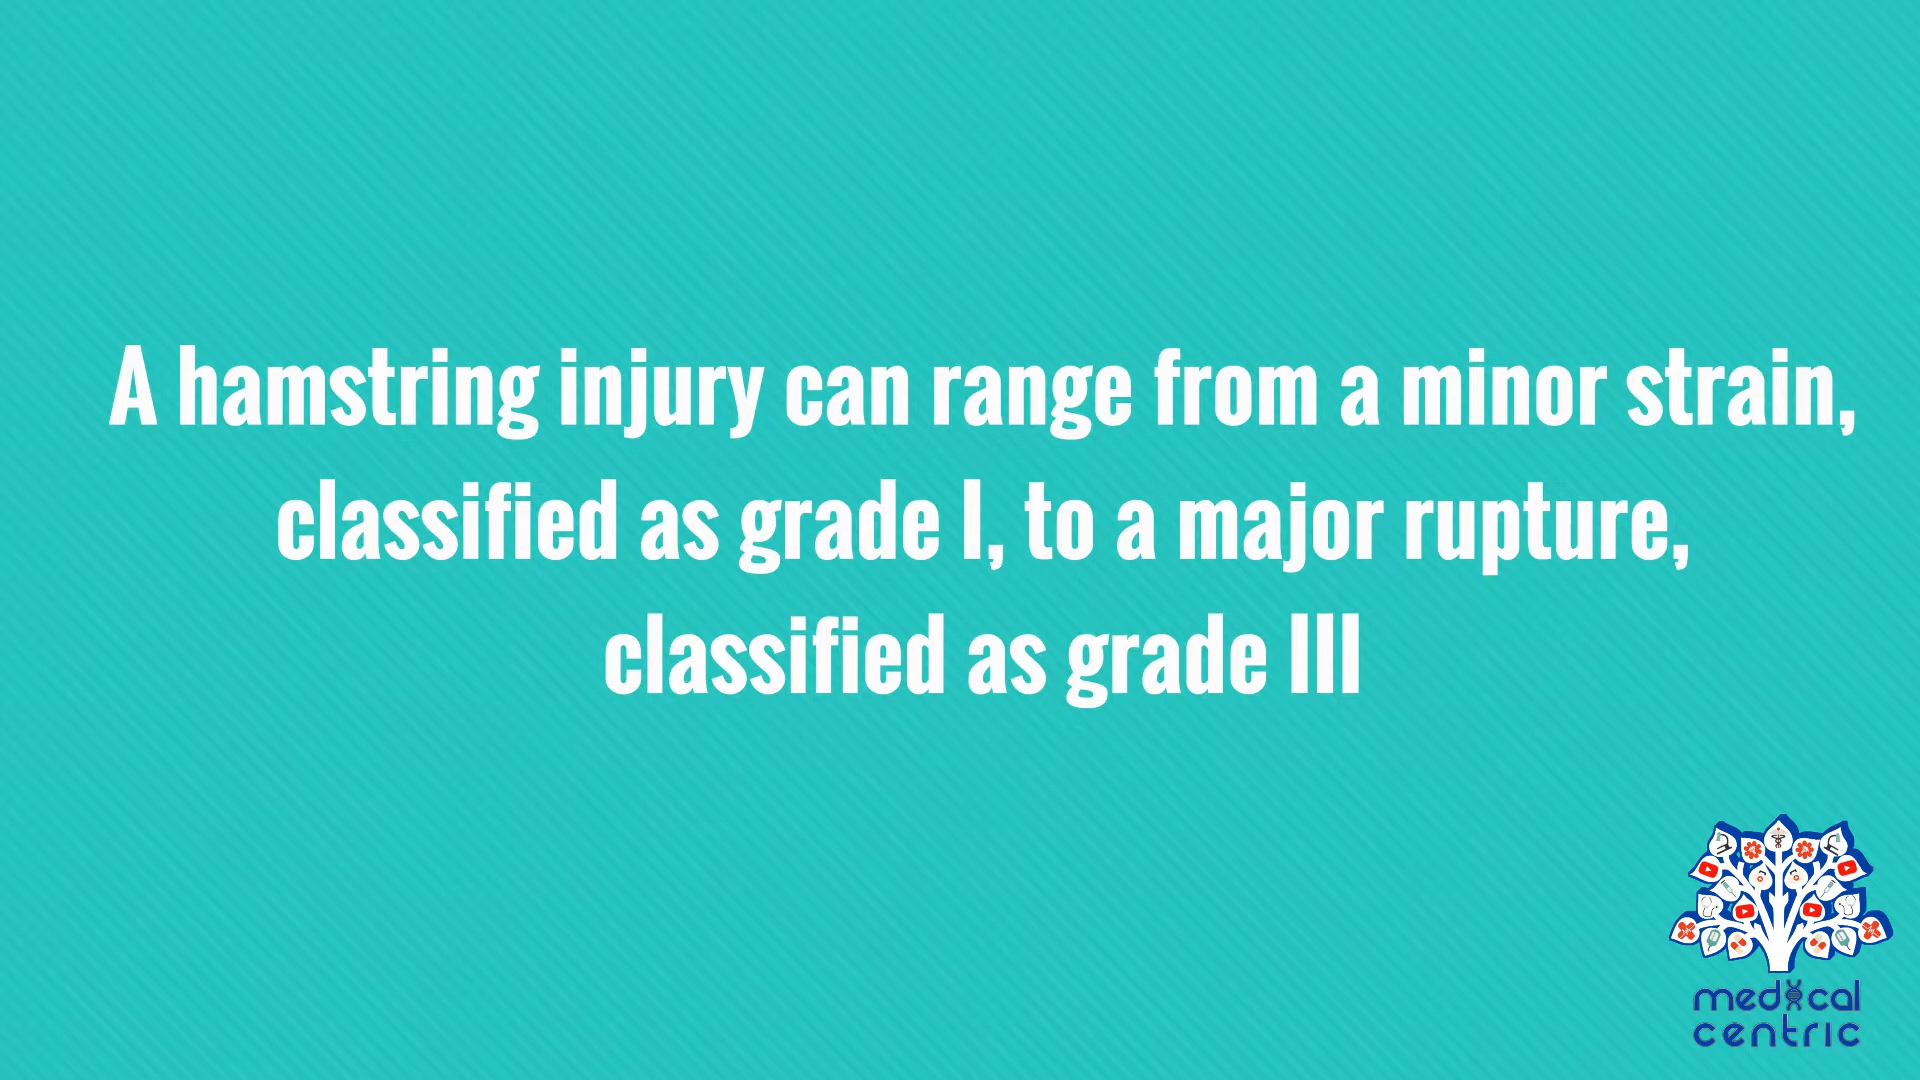 A hamstring injury can range from a minor strain,
classified as grade I, to a major rupture,
classified as grade III
medical
centric